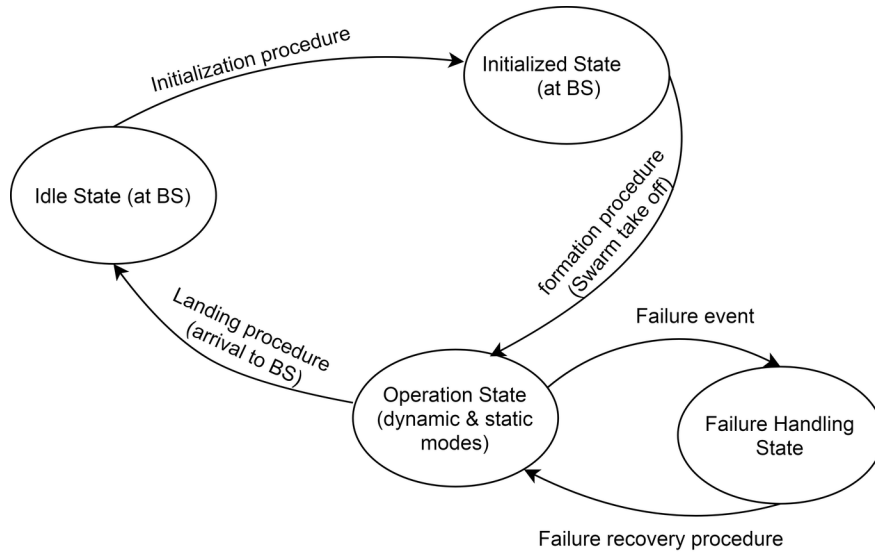 Initialization procedure
Initialized State
(at BS)
Idle State (at BS)
formation procedure
(Swarm take off)
Landing procedure
(arrival to BS)
Failure event
Operation State
(dynamic & static
modes)
Failure Handling
State
Failure recovery procedure